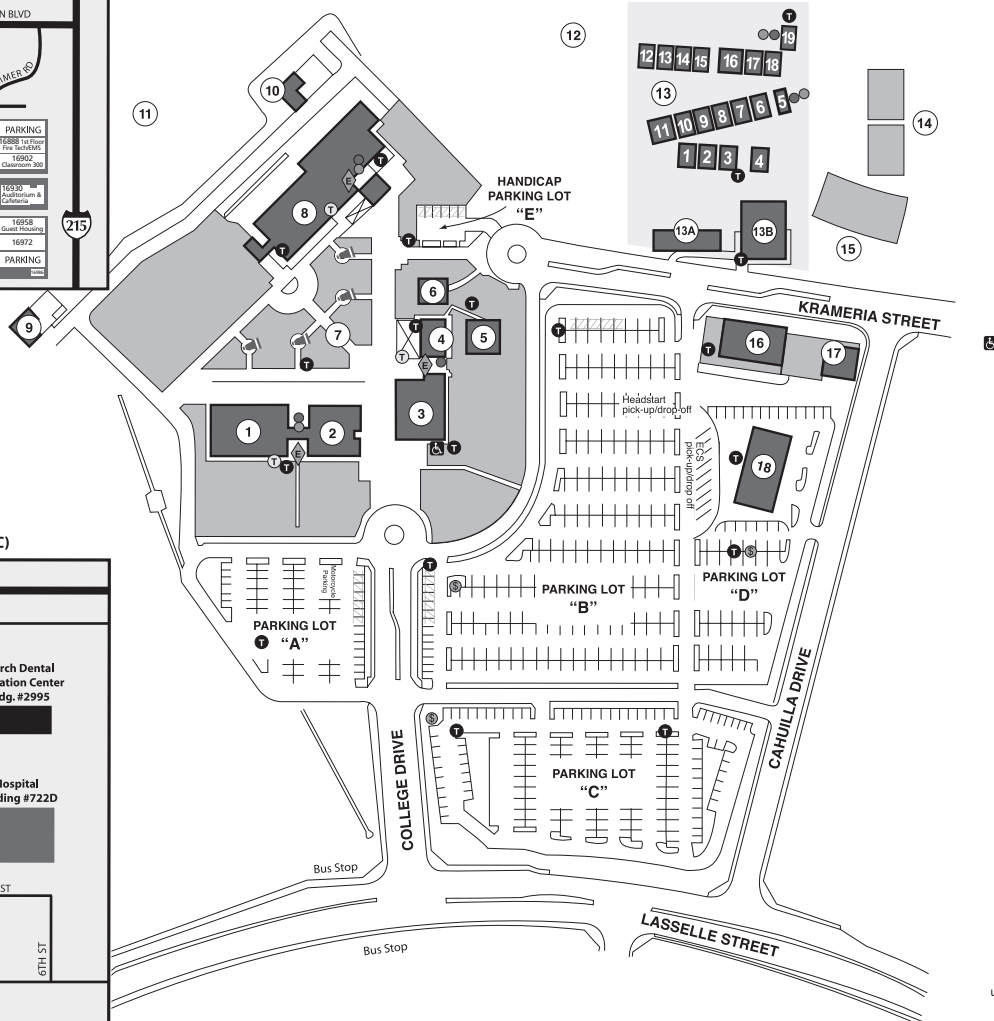 N BLVD
IMER RD
PARKING
16888 1st Floor
Fire Tech/EMS
16902
Classroom 300
16930
Auditorium &
Cafeteria
16958
Guest Housing
16972
PARKING
215
C)
rch Dental
ation Center
dg. #2995
Hospital
ding #722D
ST
6TH ST
12
T
19
12 13 14 15 16 17 18
10
13
11
11 10 9 8 7 6 5
14
1 2 3 4
T
T
E
HANDICAP
PARKING LOT
“E”
8
T
T
T
13A
13B
T
15
6
KRAMERIA STREET
9
T
T
4
5
7
T
E
T
T
16
17
T
Headstart
pick-up/drop-off
3
1
2
T
T
E
T
ECS
pick-up/drop off
T
18
T
$
T
$
Motorcycle
Parking
PARKING LOT
“A”
T
PARKING LOT
“B”
PARKING LOT
“D”
CAHUILLA DRIVE
$
T
T
COLLEGE DRIVE
PARKING LOT
“C”
Bus Stop
LASSELLE STREET
Bus Stop